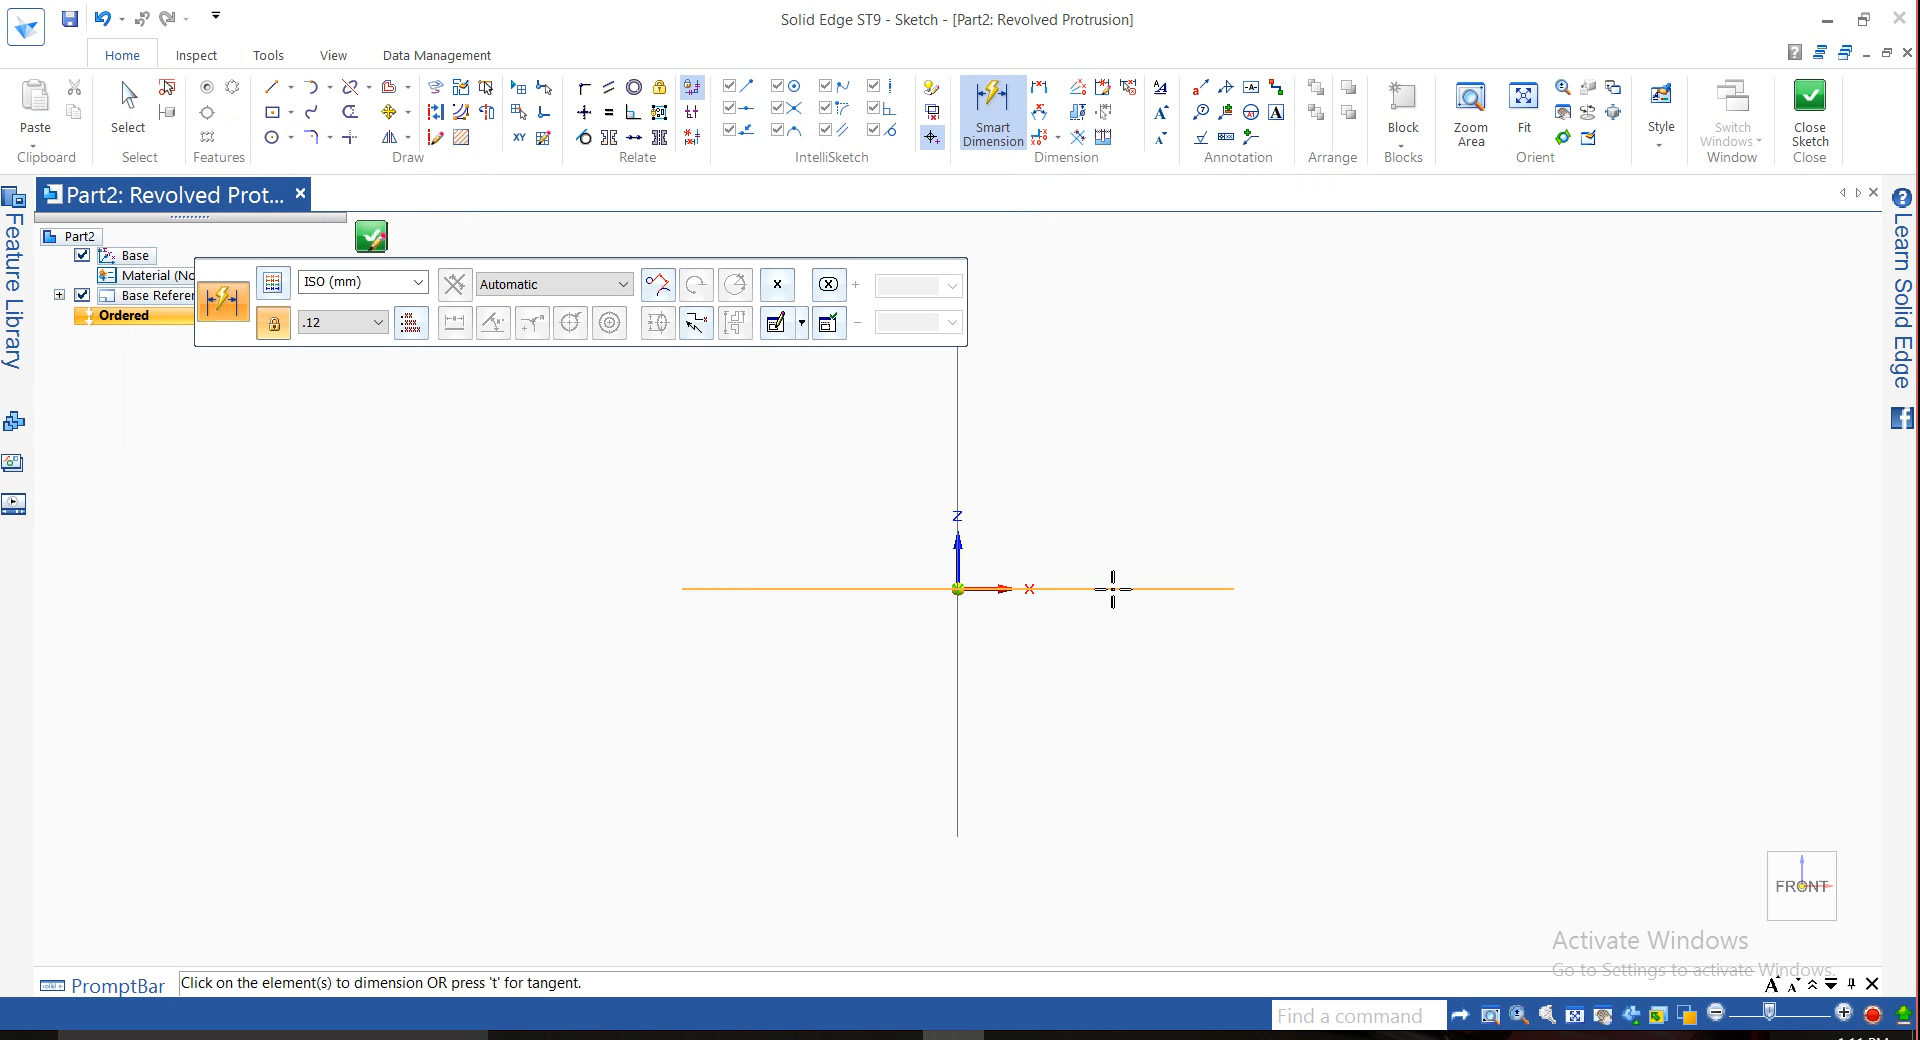 Solid Edge ST9 - Sketch - [Part2: Revolved Protrusion]
Home Inspect Tools View Data Management
Paste Select Smart Dimension Block Zoom Area Fit Style Switch Windows Close Sketch
Clipboard Select Features Draw Relate IntelliSketch Dimension Annotation Arrange Blocks Orient Window Close
Part2: Revolved Prot...
Feature Library
Learn Solid Edge
Part2
Base
Material (No
Base Referen
Ordered
ISO (mm)
Automatic
.12
Z
X
FRONT
Activate Windows
Go to Settings to activate Windows.
PromptBar
Click on the element(s) to dimension OR press 't' for tangent.
Find a command